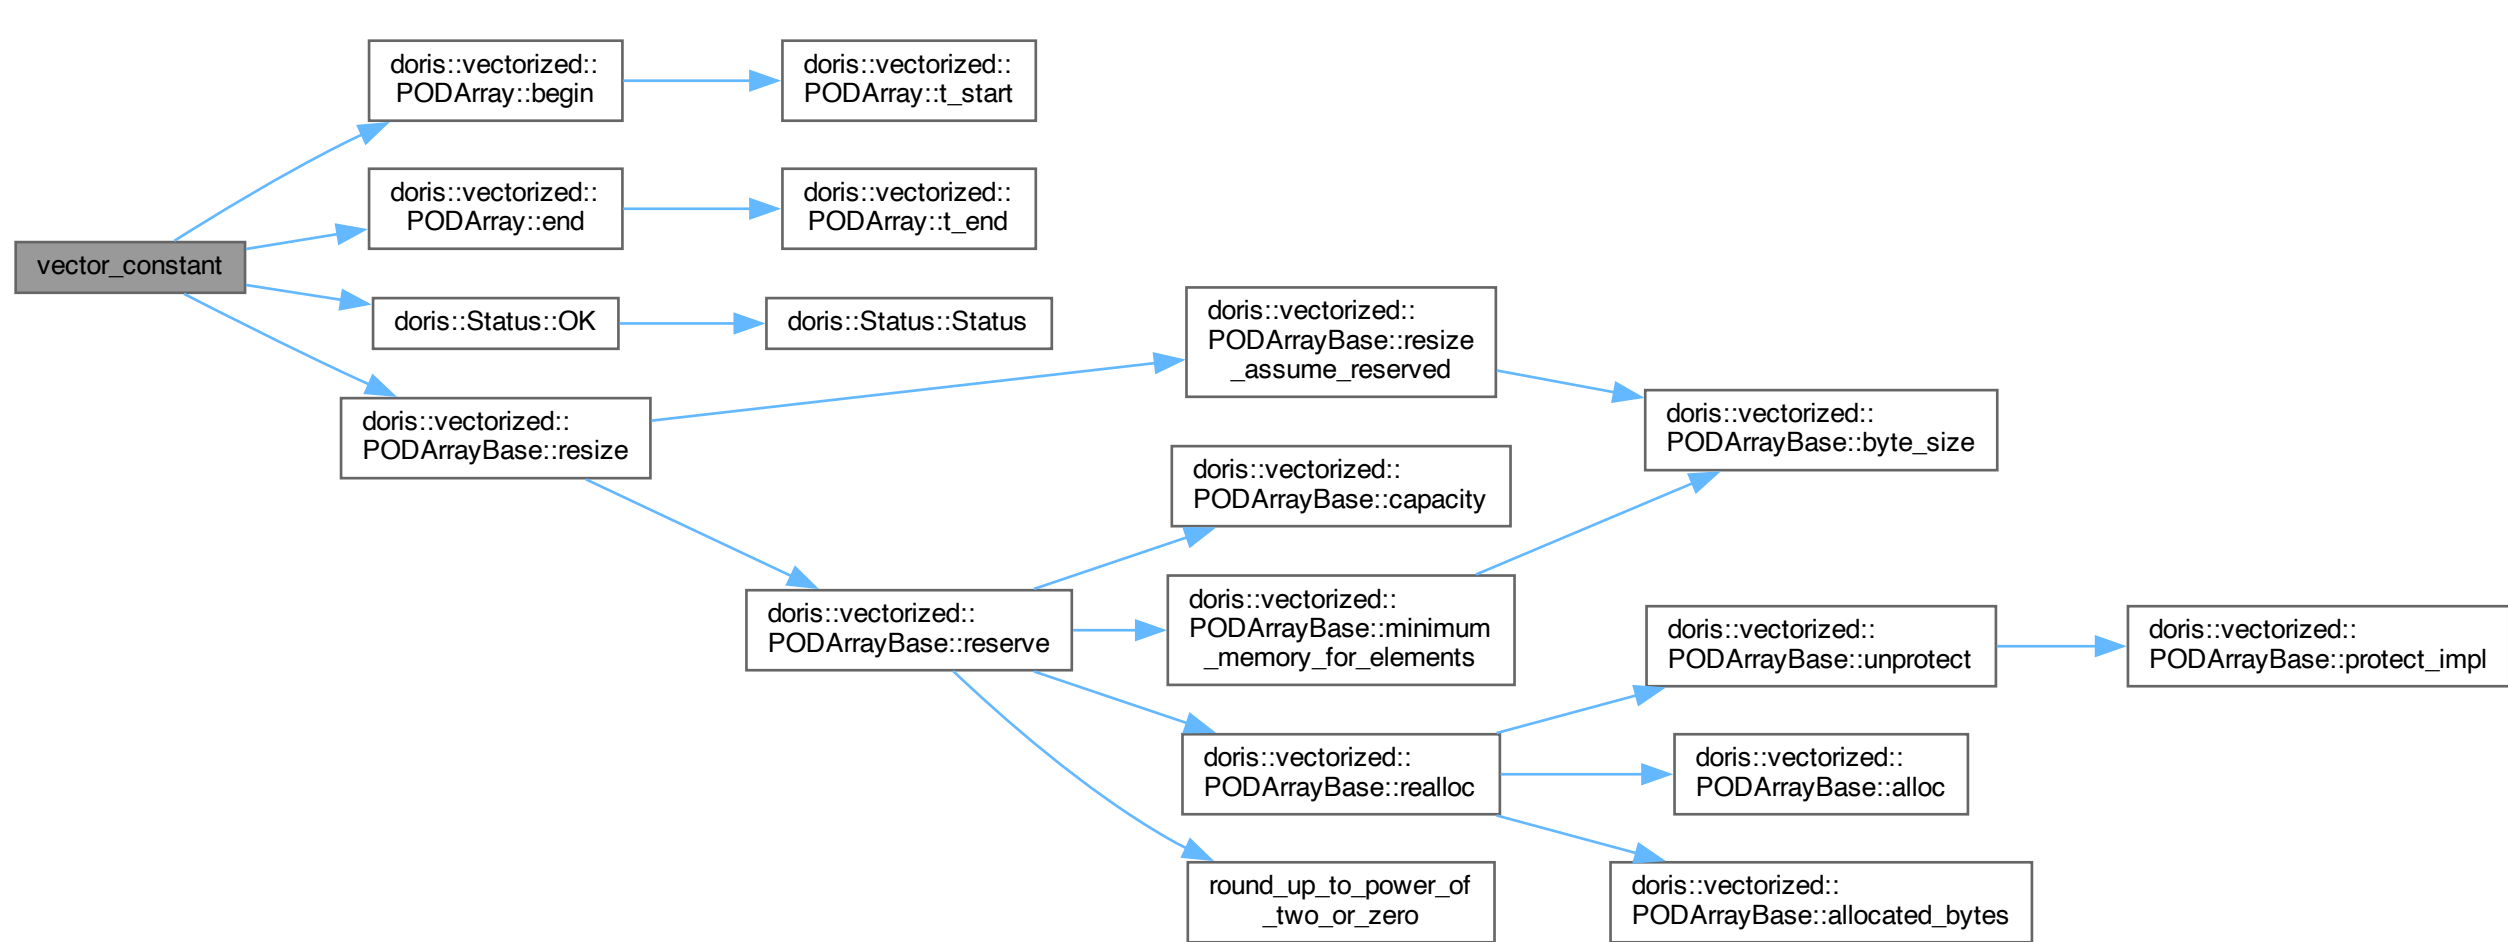 vector_constant
doris::vectorized::
PODArray::begin
doris::vectorized::
PODArray::t_start
doris::vectorized::
PODArray::end
doris::vectorized::
PODArray::t_end
doris::Status::OK
doris::Status::Status
doris::vectorized::
PODArrayBase::resize
doris::vectorized::
PODArrayBase::resize
_assume_reserved
doris::vectorized::
PODArrayBase::byte_size
doris::vectorized::
PODArrayBase::reserve
doris::vectorized::
PODArrayBase::capacity
doris::vectorized::
PODArrayBase::minimum
_memory_for_elements
doris::vectorized::
PODArrayBase::realloc
doris::vectorized::
PODArrayBase::unprotect
doris::vectorized::
PODArrayBase::protect_impl
doris::vectorized::
PODArrayBase::alloc
doris::vectorized::
PODArrayBase::allocated_bytes
round_up_to_power_of
_two_or_zero